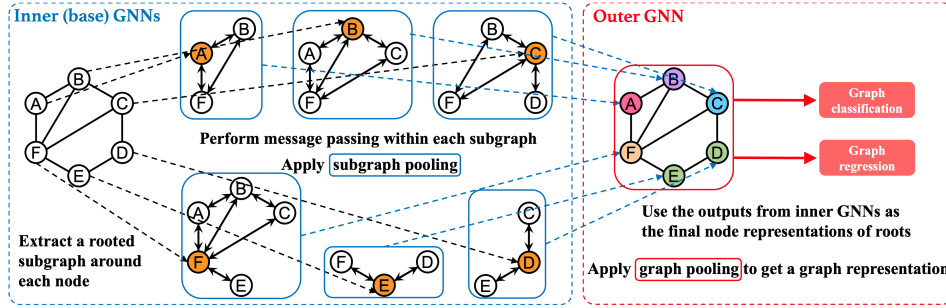 Inner (base) GNNs
Outer GNN
B
A
C
F
D
E
A
B
F
B
A
C
F
B
C
F
D
Perform message passing within each subgraph
Apply subgraph pooling
Extract a rooted
subgraph around
each node
B
A
C
F
E
F
D
E
C
D
E
B
A
C
F
D
E
Graph
classification
Graph
regression
Use the outputs from inner GNNs as
the final node representations of roots
Apply graph pooling to get a graph representation